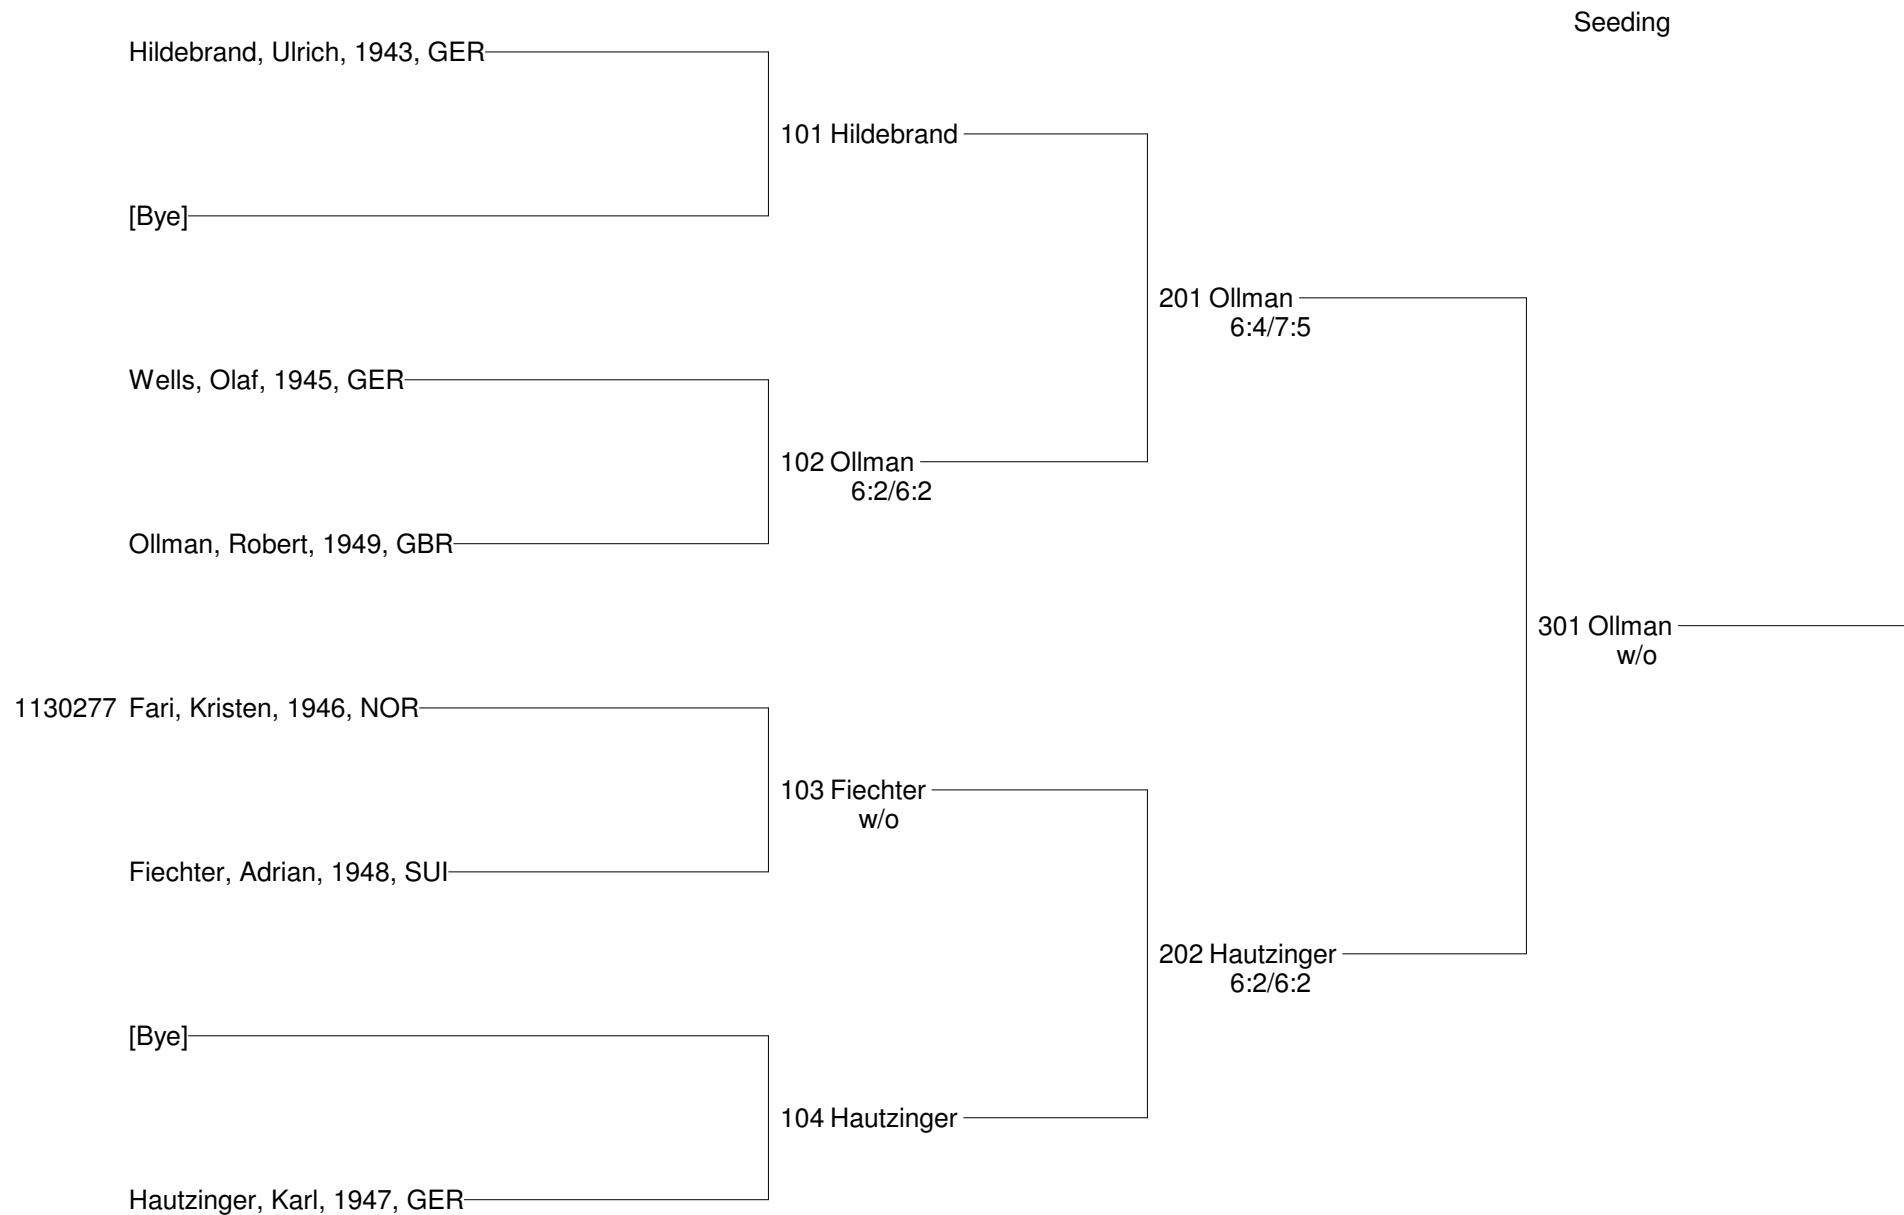 Seeding
Hildebrand, Ulrich, 1943, GER
101 Hildebrand
[Bye]
201 Ollman
6:4/7:5
Wells, Olaf, 1945, GER
102 Ollman
6:2/6:2
Ollman, Robert, 1949, GBR
301 Ollman
w/o
1130277 Fari, Kristen, 1946, NOR
103 Fiechter
w/o
Fiechter, Adrian, 1948, SUI
202 Hautzinger
6:2/6:2
[Bye]
104 Hautzinger
Hautzinger, Karl, 1947, GER